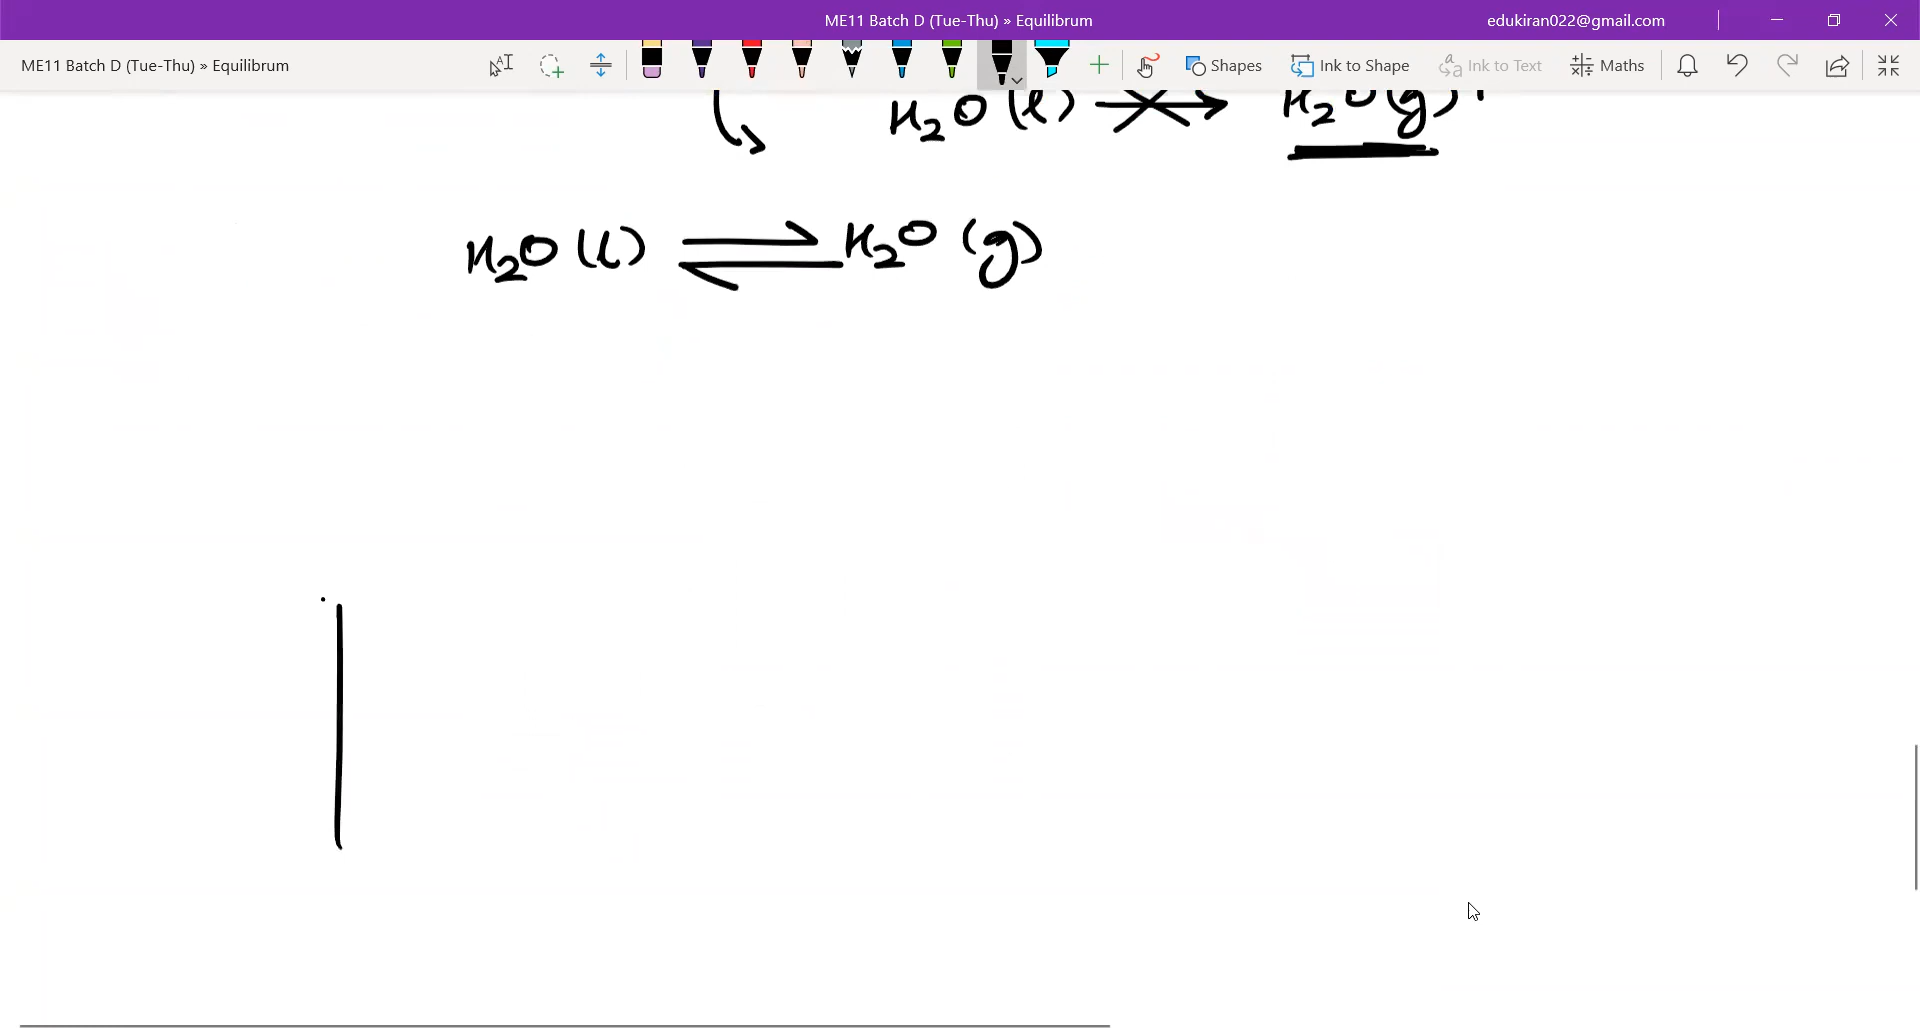 ME11 Batch D (Tue-Thu) » Equilibrum
edukiran022@gmail.com
ME11 Batch D (Tue-Thu) » Equilibrum
Shapes
Ink to Shape
Ink to Text
Maths
H₂O (l) → H₂O (g)
H₂O (l) ⇌ H₂O (g)